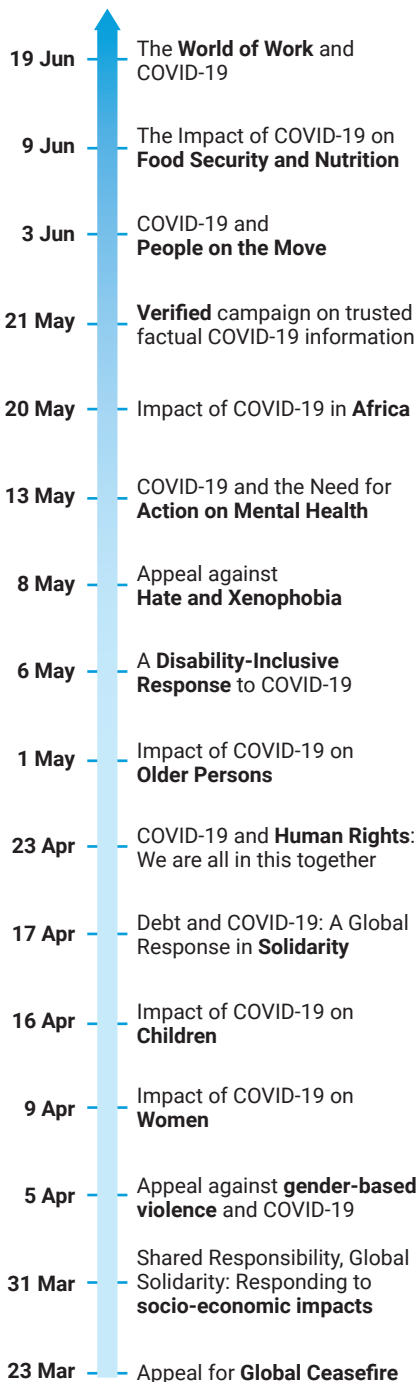 19 Jun
The World of Work and
COVID-19
9 Jun
The Impact of COVID-19 on
Food Security and Nutrition
3 Jun
COVID-19 and
People on the Move
21 May
Verified campaign on trusted
factual COVID-19 information
20 May
Impact of COVID-19 in Africa
13 May
COVID-19 and the Need for
Action on Mental Health
8 May
Appeal against
Hate and Xenophobia
6 May
A Disability-Inclusive
Response to COVID-19
1 May
Impact of COVID-19 on
Older Persons
23 Apr
COVID-19 and Human Rights:
We are all in this together
17 Apr
Debt and COVID-19: A Global
Response in Solidarity
16 Apr
Impact of COVID-19 on
Children
9 Apr
Impact of COVID-19 on
Women
5 Apr
Appeal against gender-based
violence and COVID-19
31 Mar
Shared Responsibility, Global
Solidarity: Responding to
socio-economic impacts
23 Mar
Appeal for Global Ceasefire